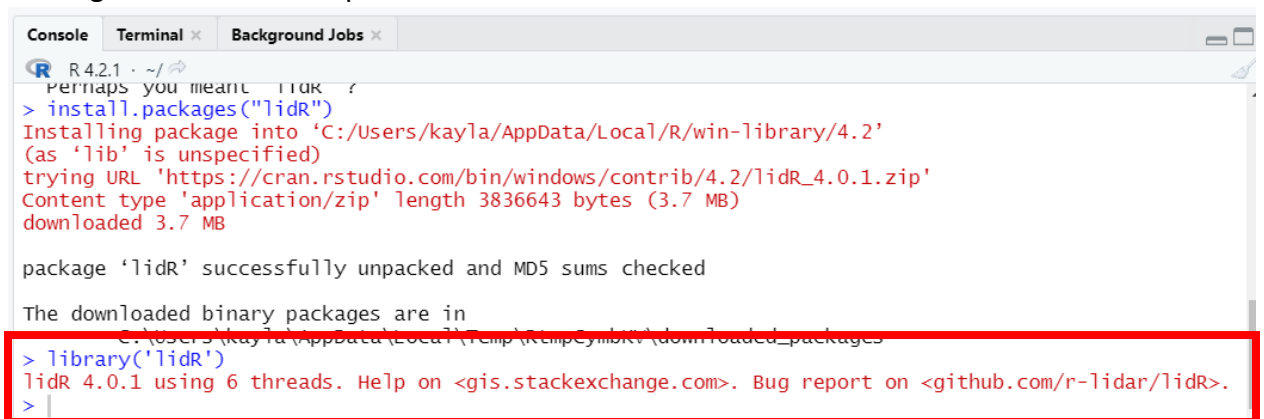 Console Terminal × Background Jobs ×
R R 4.2.1 · ~/
Perhaps you meant ‘lidR’ ?
> install.packages("lidR")
Installing package into ‘C:/Users/kayla/AppData/Local/R/win-library/4.2’
(as ‘lib’ is unspecified)
trying URL 'https://cran.rstudio.com/bin/windows/contrib/4.2/lidR_4.0.1.zip'
Content type 'application/zip' length 3836643 bytes (3.7 MB)
downloaded 3.7 MB
package ‘lidR’ successfully unpacked and MD5 sums checked
The downloaded binary packages are in
> library('lidR')
lidR 4.0.1 using 6 threads. Help on <gis.stackexchange.com>. Bug report on <github.com/r-lidar/lidR>.
>